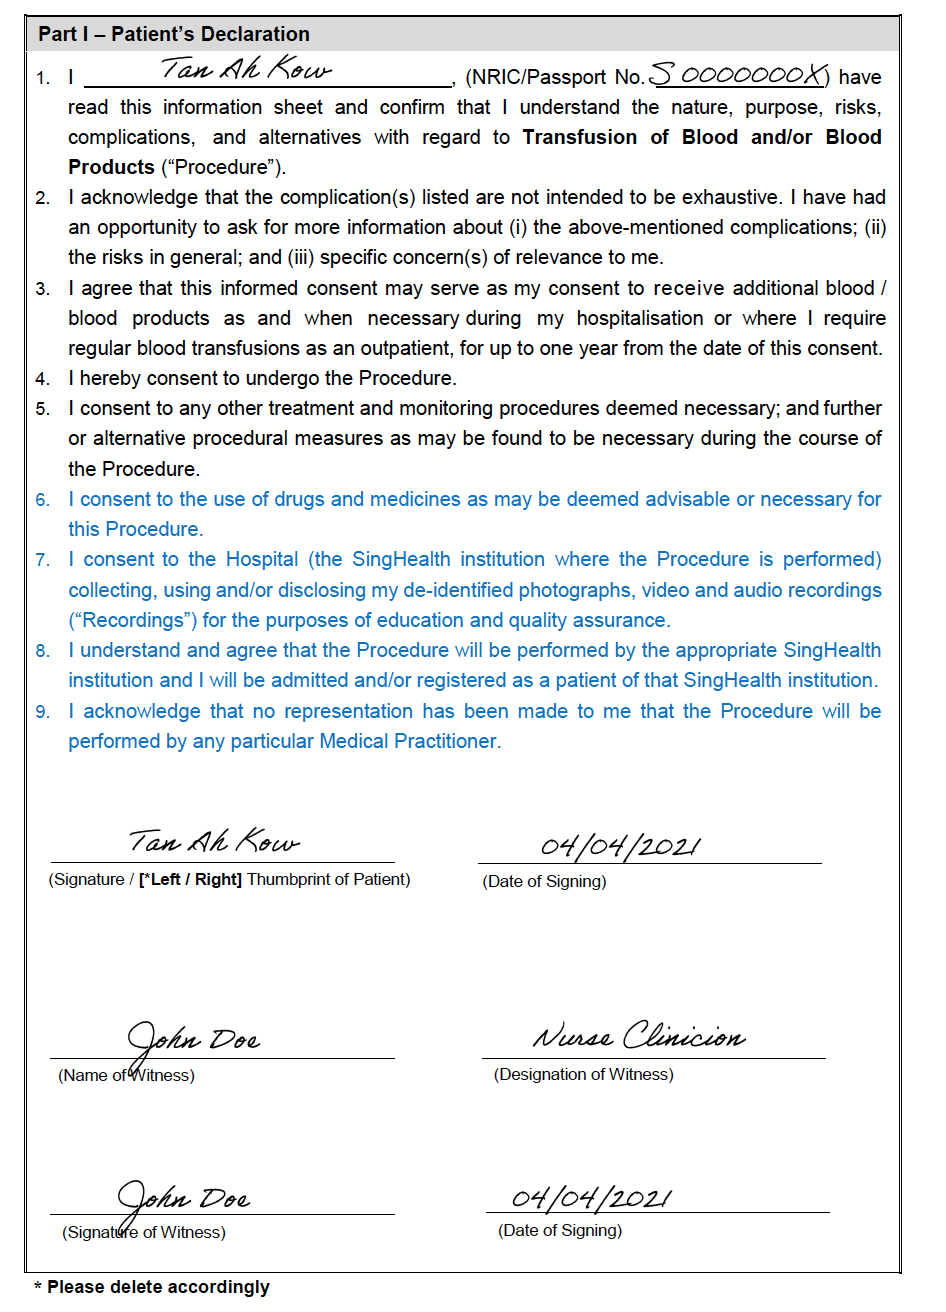 Part I – Patient's Declaration
1. I Tan Ah Kow, (NRIC/Passport No. S 0000000X) have
read this information sheet and confirm that I understand the nature, purpose, risks,
complications, and alternatives with regard to Transfusion of Blood and/or Blood
Products (“Procedure”).
2. I acknowledge that the complication(s) listed are not intended to be exhaustive. I have had
an opportunity to ask for more information about (i) the above-mentioned complications; (ii)
the risks in general; and (iii) specific concern(s) of relevance to me.
3. I agree that this informed consent may serve as my consent to receive additional blood /
blood products as and when necessary during my hospitalisation or where I require
regular blood transfusions as an outpatient, for up to one year from the date of this consent.
4. I hereby consent to undergo the Procedure.
5. I consent to any other treatment and monitoring procedures deemed necessary; and further
or alternative procedural measures as may be found to be necessary during the course of
the Procedure.
6. I consent to the use of drugs and medicines as may be deemed advisable or necessary for
this Procedure.
7. I consent to the Hospital (the SingHealth institution where the Procedure is performed)
collecting, using and/or disclosing my de-identified photographs, video and audio recordings
(“Recordings”) for the purposes of education and quality assurance.
8. I understand and agree that the Procedure will be performed by the appropriate SingHealth
institution and I will be admitted and/or registered as a patient of that SingHealth institution.
9. I acknowledge that no representation has been made to me that the Procedure will be
performed by any particular Medical Practitioner.
Tan Ah Kow 04/04/2021
(Signature / [*Left / Right] Thumbprint of Patient) (Date of Signing)
John Doe Nurse Clinicion
(Name of Witness) (Designation of Witness)
John Doe 04/04/2021
(Signature of Witness) (Date of Signing)
* Please delete accordingly